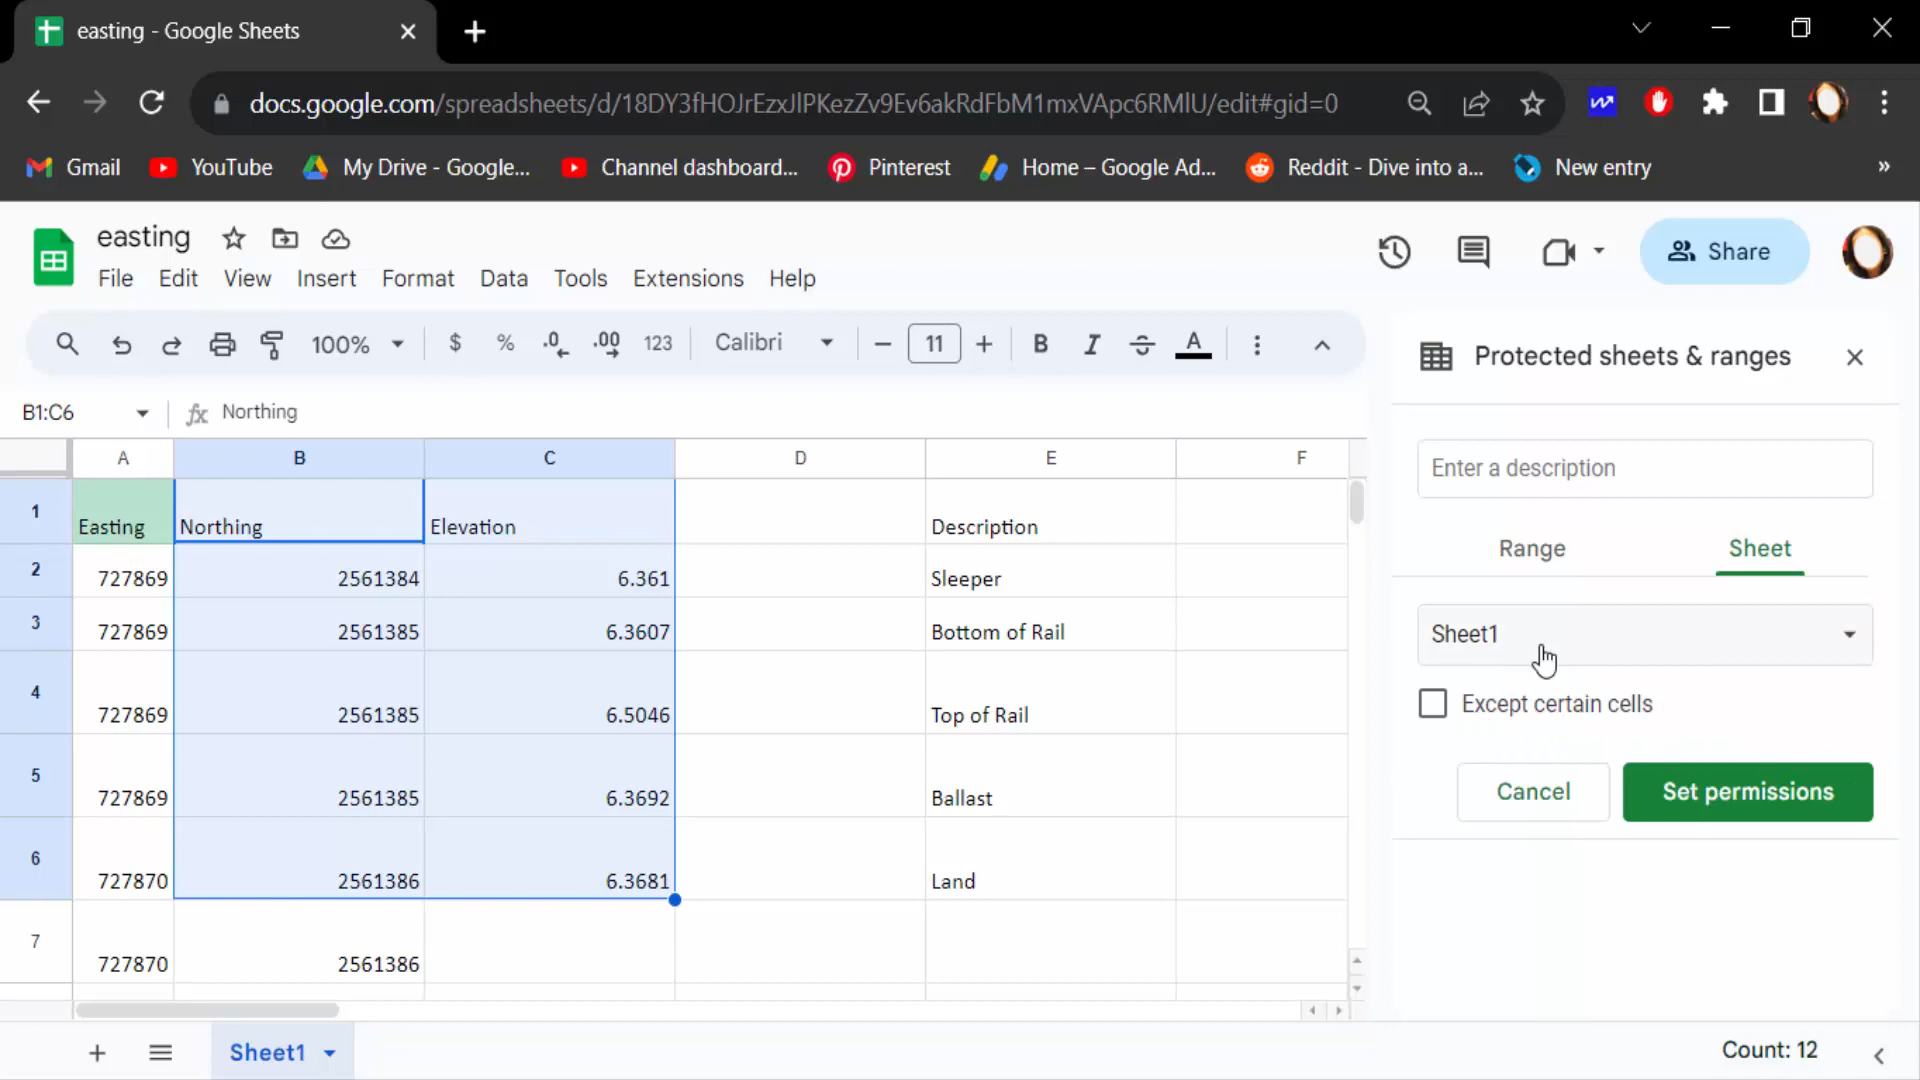 easting - Google Sheets
docs.google.com/spreadsheets/d/18DY3fHOJrEzxJlPKezZv9Ev6akRdFbM1mxVApc6RMlU/edit#gid=0
Gmail YouTube My Drive - Google... Channel dashboard... Pinterest Home – Google Ad... Reddit - Dive into a... New entry »
easting
File Edit View Insert Format Data Tools Extensions Help
Share
100% $ % .0 .00 123 Calibri 11 B I S A
Protected sheets & ranges
B1:C6 fx Northing
A B C D E F
Enter a description
1 Easting Northing Elevation Description
Range Sheet
2 727869 2561384 6.361 Sleeper
3 727869 2561385 6.3607 Bottom of Rail
Sheet1
4 727869 2561385 6.5046 Top of Rail
Except certain cells
5 727869 2561385 6.3692 Ballast
Cancel Set permissions
6 727870 2561386 6.3681 Land
7 727870 2561386
Sheet1
Count: 12